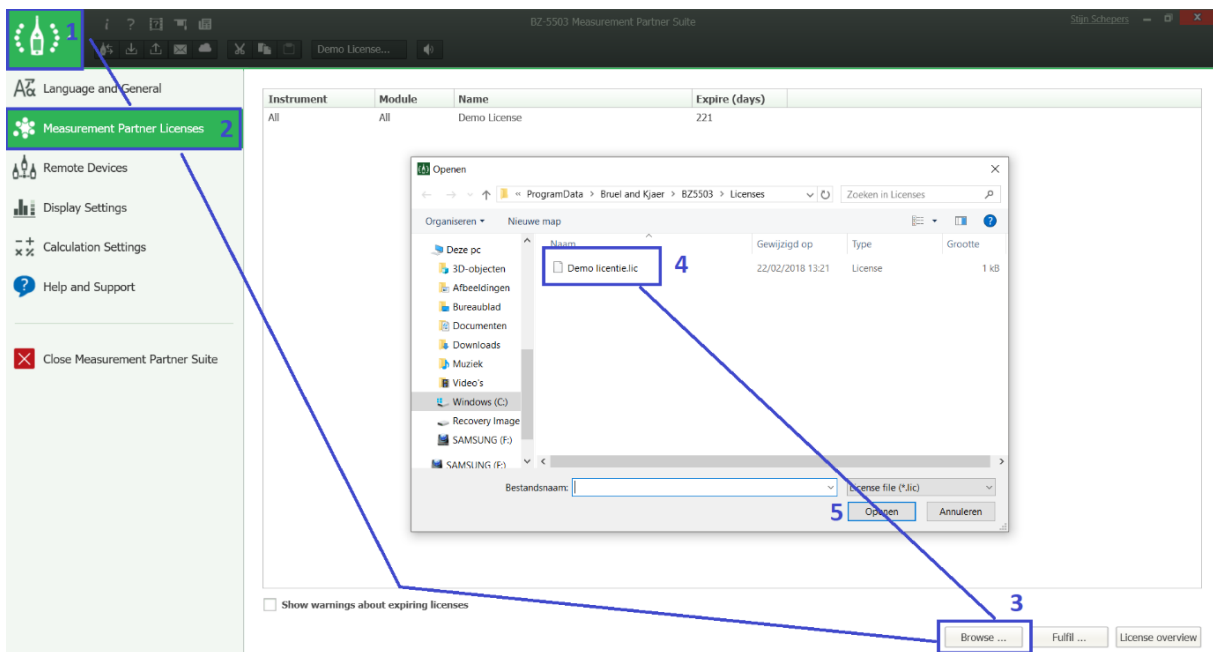 1
i ?
BZ-5503 Measurement Partner Suite
Stijn Schepers
Demo License...
Language and General
Measurement Partner Licenses 2
Remote Devices
Display Settings
Calculation Settings
Help and Support
Close Measurement Partner Suite
Instrument Module Name Expire (days)
All All Demo License 221
Openen
« ProgramData > Bruel and Kjaer > BZ5503 > Licenses
Zoeken in Licenses
Organiseren Nieuwe map
Naam Gewijzigd op Type Grootte
Demo licentie.lic 22/02/2018 13:21 License 1 kB
4
Deze pc
3D-objecten
Afbeeldingen
Bureaublad
Documenten
Downloads
Muziek
Video's
Windows (C:)
Recovery Image
SAMSUNG (F:)
SAMSUNG (F:)
Bestandsnaam:
License file (*.lic)
5
Openen Annuleren
Show warnings about expiring licenses
3
Browse ... Fulfil ... License overview